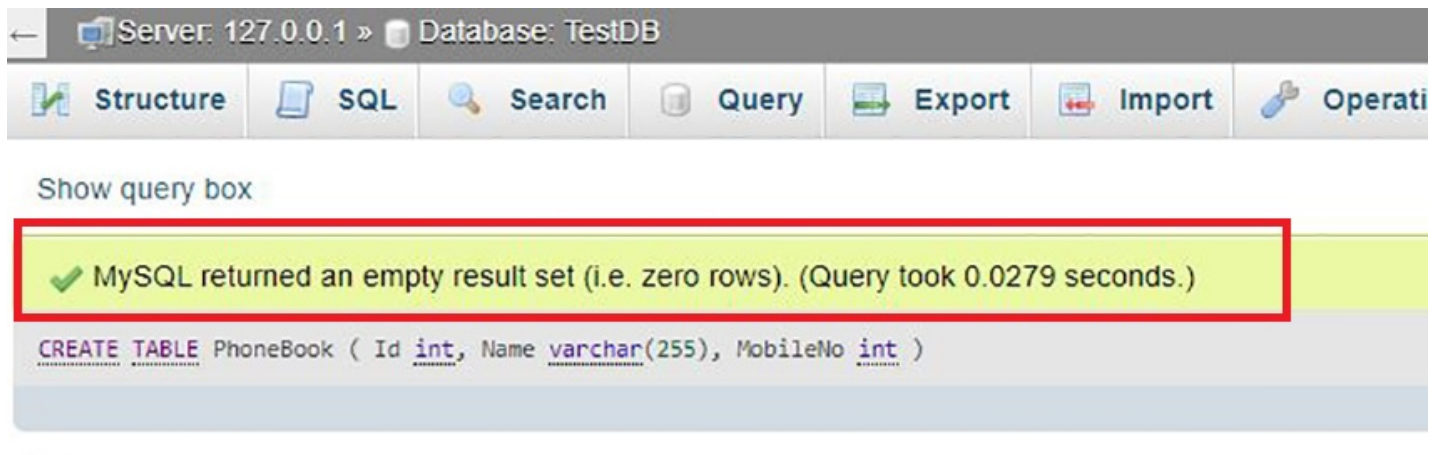 ← Server: 127.0.0.1 » Database: TestDB
Structure SQL Search Query Export Import Operati
Show query box
MySQL returned an empty result set (i.e. zero rows). (Query took 0.0279 seconds.)
CREATE TABLE PhoneBook ( Id int, Name varchar(255), MobileNo int )